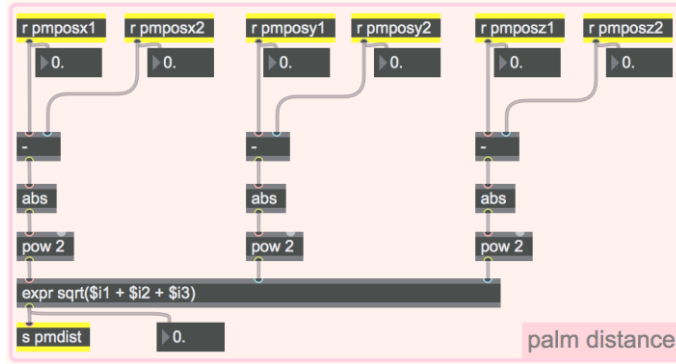 r pmposx1 r pmposx2 r pmposy1 r pmposy2 r pmposz1 r pmposz2
0. 0. 0. 0. 0. 0.
- - -
abs abs abs
pow 2 pow 2 pow 2
expr sqrt($i1 + $i2 + $i3)
s pmdist 0. palm distance